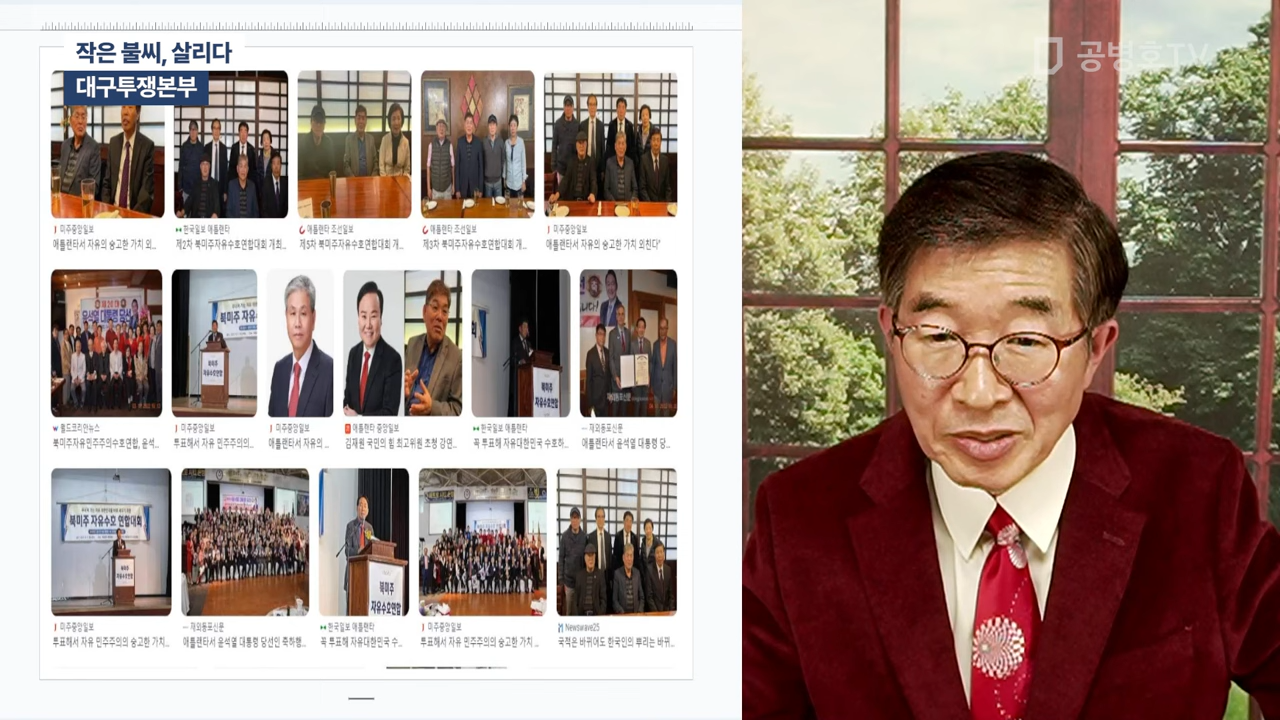 작은 불씨, 살리다
대구투쟁본부
공병호TV
미주중앙일보
애틀랜타서 자유의 숭고한 가치 외...
한국일보 애틀랜타
제2차 북미주자유수호연합대회 개최...
애틀랜타 조선일보
제5차 북미주자유수호연합대회 개...
애틀랜타 조선일보
제3차 북미주자유수호연합대회 개...
미주중앙일보
애틀랜타서 자유의 숭고한 가치 외친다"
북미주 자유
북미주
자유수호연합
북미주
월드코리안뉴스
북미주자유민주주의수호연합, 윤석...
미주중앙일보
투표해서 자유 민주주의의...
미주중앙일보
애틀랜타서 자유의 ...
애틀랜타 중앙일보
김재원 국민의 힘 최고위원 초청 강연...
한국일보 애틀랜타
꼭 투표해 자유대한민국 수호하...
재외동포신문
애틀랜타서 윤석열 대통령 당...
북미주 자유수호 연합대회
북미주
자유수호연합
미주중앙일보
투표해서 자유 민주주의의 숭고한 가치...
재외동포신문
애틀랜타서 윤석열 대통령 당선인 축하행...
한국일보 애틀랜타
꼭 투표해 자유대한민국 수...
미주중앙일보
투표해서 자유 민주주의의 숭고한 가치 ...
Newswave25
국적은 바뀌어도 한국인의 뿌리는 바뀌...